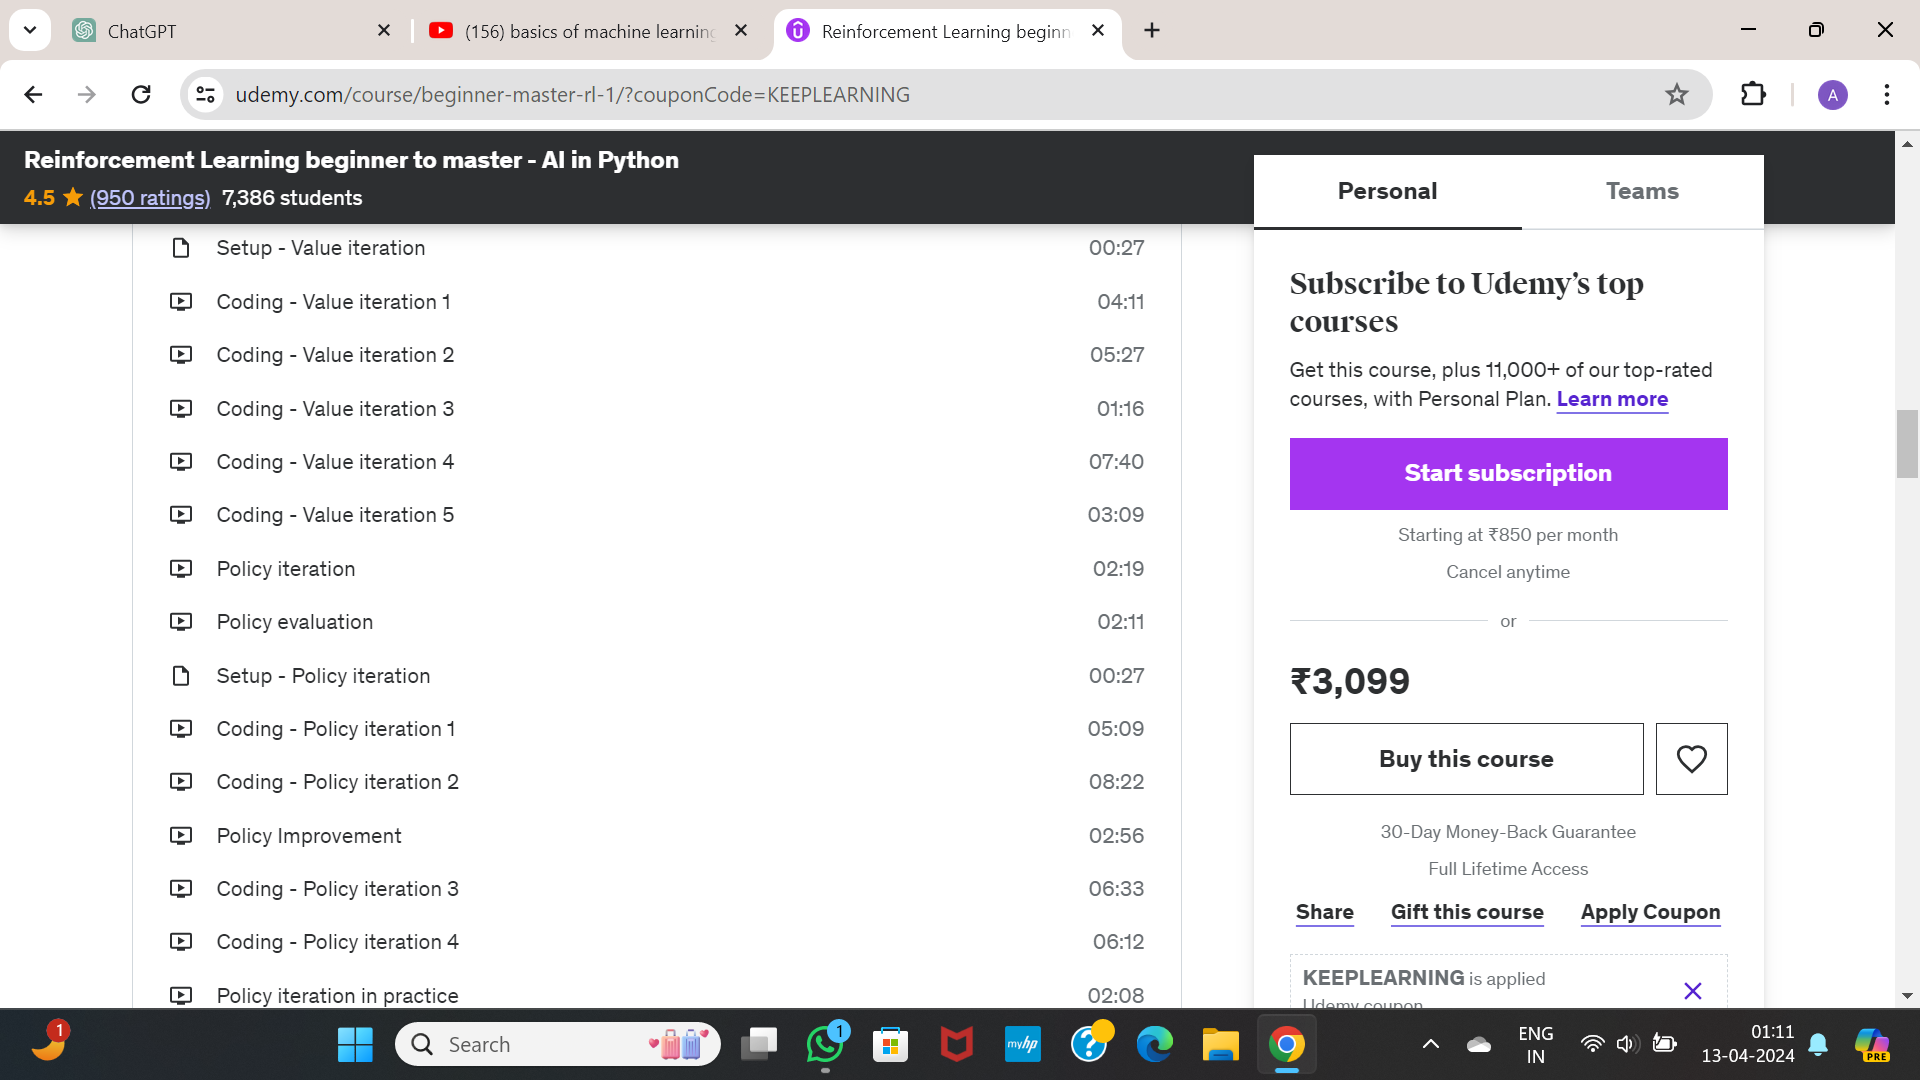 ChatGPT
(156) basics of machine learning
Reinforcement Learning beginn
udemy.com/course/beginner-master-rl-1/?couponCode=KEEPLEARNING
A
Reinforcement Learning beginner to master - AI in Python
4.5 ★ (950 ratings) 7,386 students
Setup - Value iteration 00:27
Coding - Value iteration 1 04:11
Coding - Value iteration 2 05:27
Coding - Value iteration 3 01:16
Coding - Value iteration 4 07:40
Coding - Value iteration 5 03:09
Policy iteration 02:19
Policy evaluation 02:11
Setup - Policy iteration 00:27
Coding - Policy iteration 1 05:09
Coding - Policy iteration 2 08:22
Policy Improvement 02:56
Coding - Policy iteration 3 06:33
Coding - Policy iteration 4 06:12
Policy iteration in practice 02:08
Personal Teams
Subscribe to Udemy’s top
courses
Get this course, plus 11,000+ of our top-rated
courses, with Personal Plan. Learn more
Start subscription
Starting at ₹850 per month
Cancel anytime
or
₹3,099
Buy this course
30-Day Money-Back Guarantee
Full Lifetime Access
Share Gift this course Apply Coupon
KEEPLEARNING is applied
Udemy coupon
1
Search
1
myhp
ENG
IN
01:11
13-04-2024
PRE